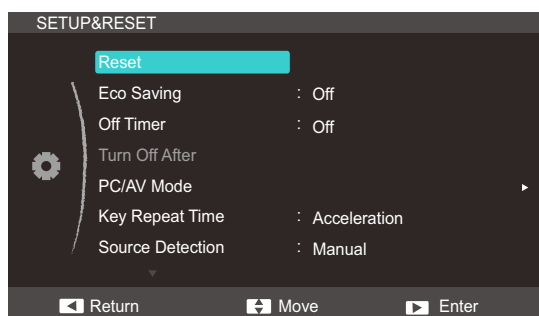 SETUP&RESET
Reset
Eco Saving : Off
Off Timer : Off
Turn Off After
PC/AV Mode
Key Repeat Time : Acceleration
Source Detection : Manual
Return Move Enter